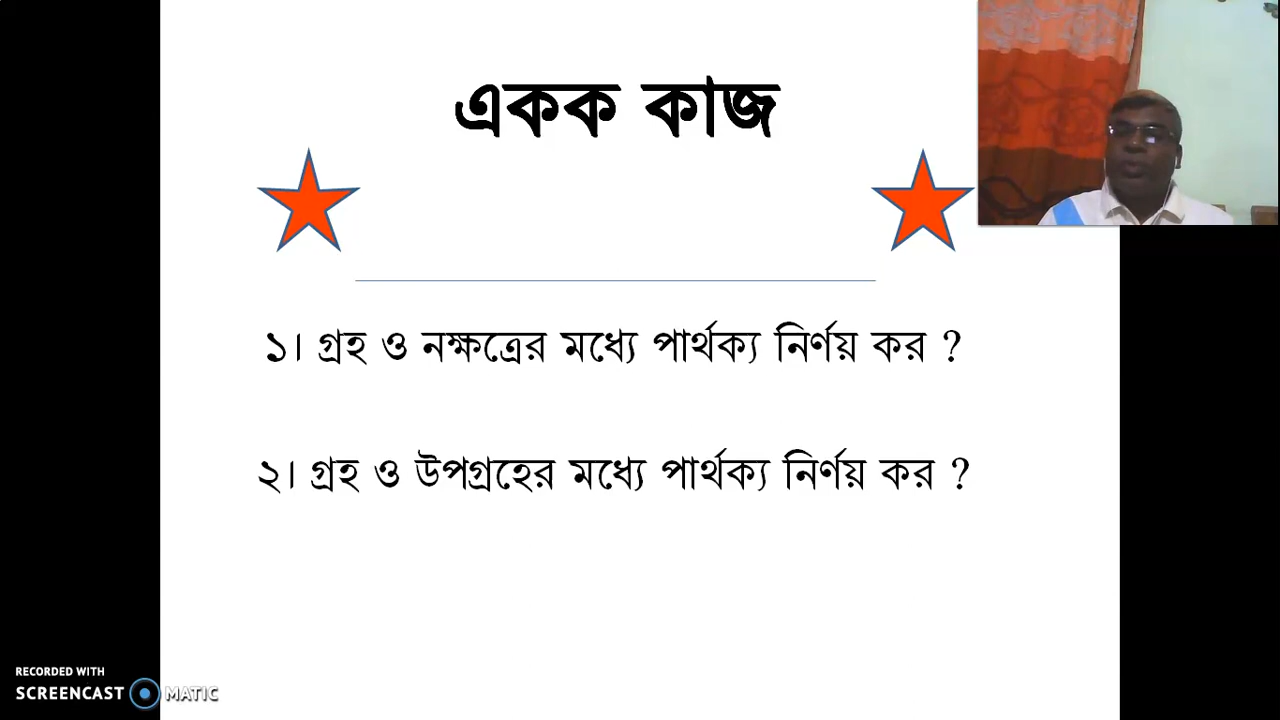 একক কাজ
১। গ্রহ ও নক্ষত্রের মধ্যে পার্থক্য নির্ণয় কর ?
২। গ্রহ ও উপগ্রহের মধ্যে পার্থক্য নির্ণয় কর ?
RECORDED WITH
SCREENCAST MATIC